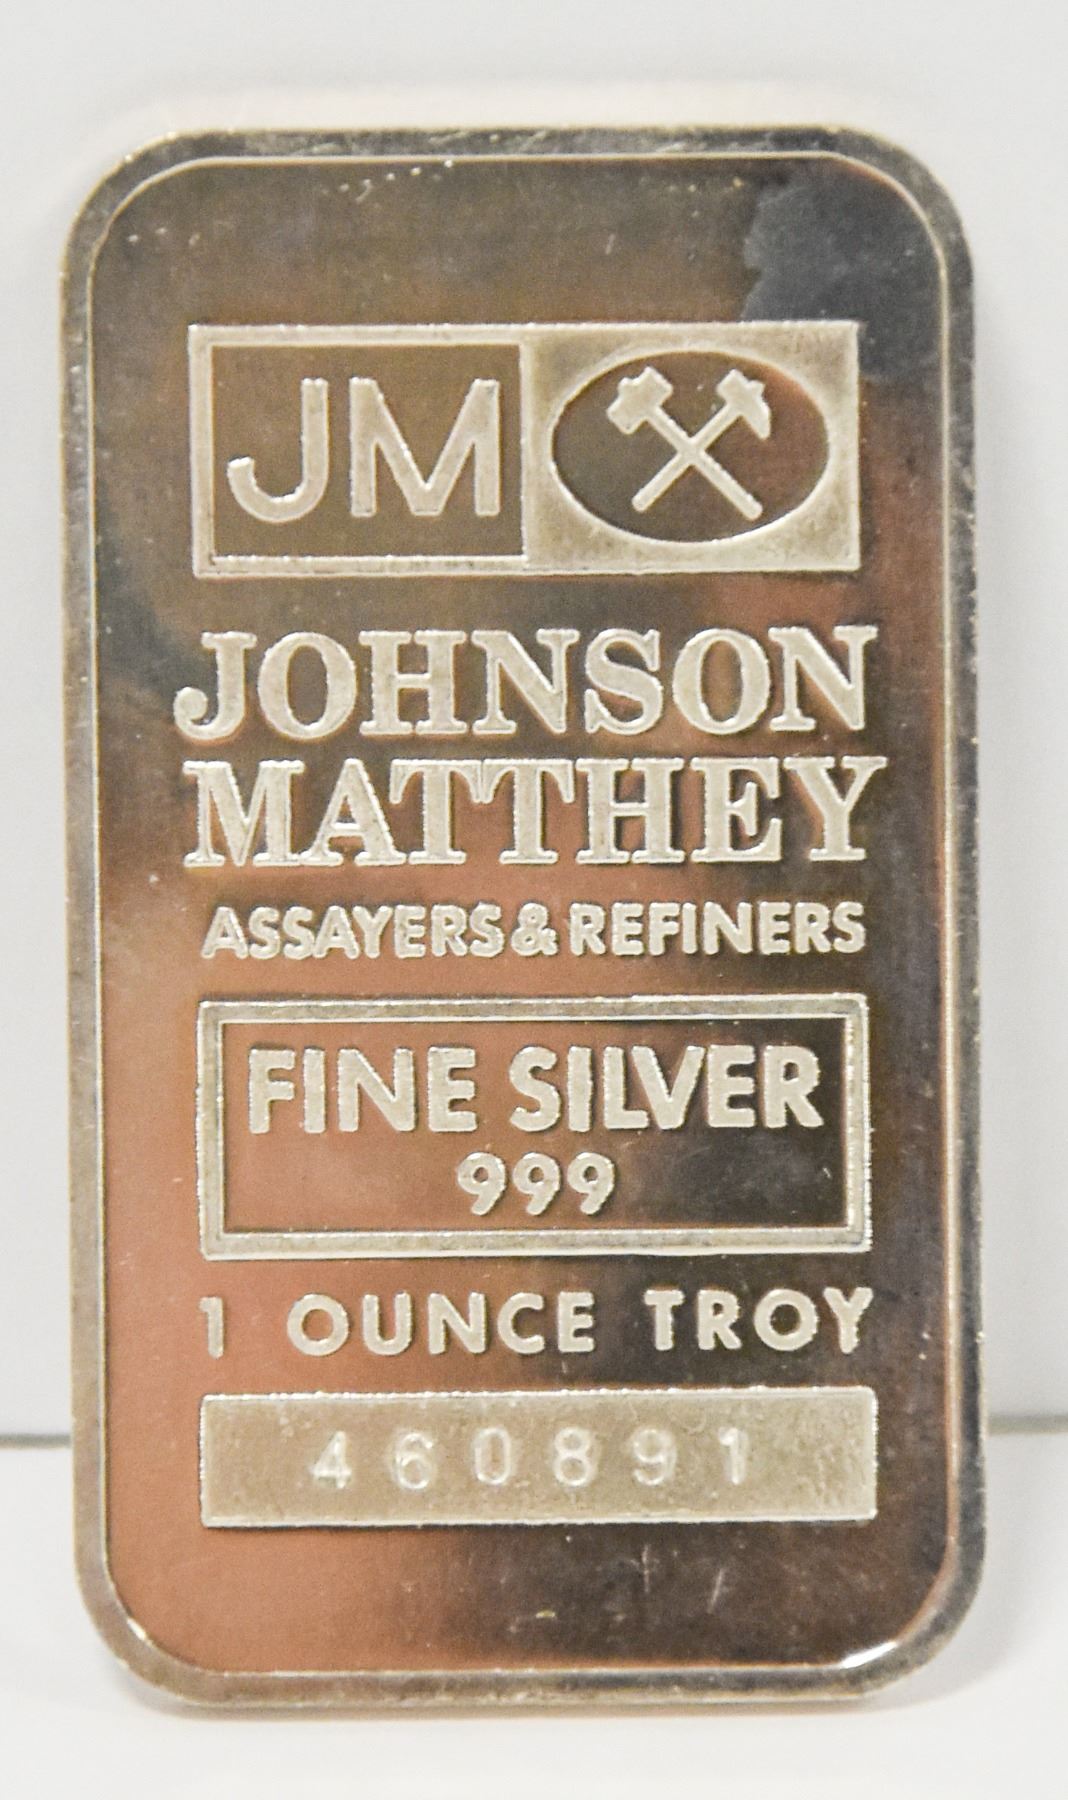 JM
JOHNSON
MATTHEY
ASSAYERS & REFINERS
FINE SILVER
999
1 OUNCE TROY
460891